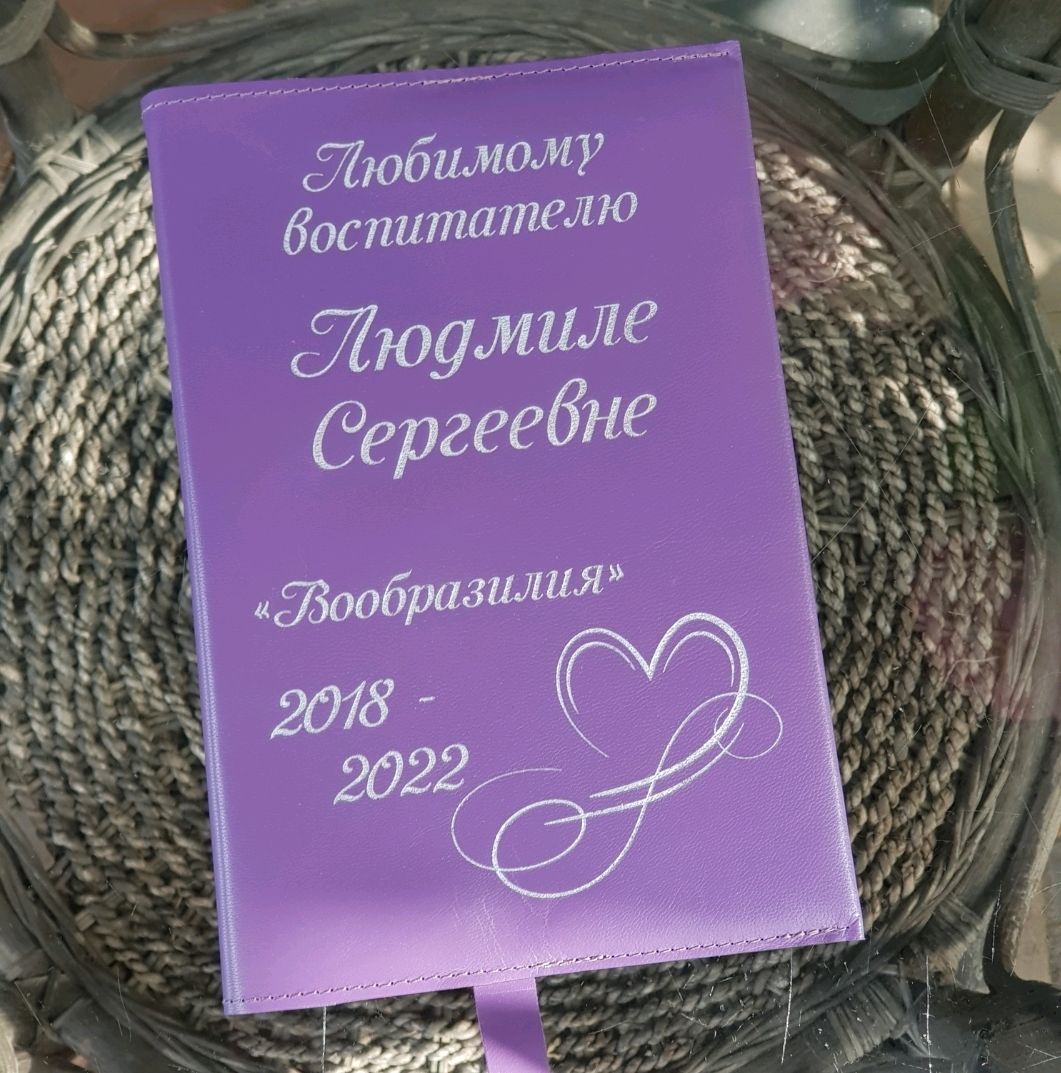 Любимому
воспитателю
Людмиле
Сергеевне
«Вообразилия»
2018 -
2022